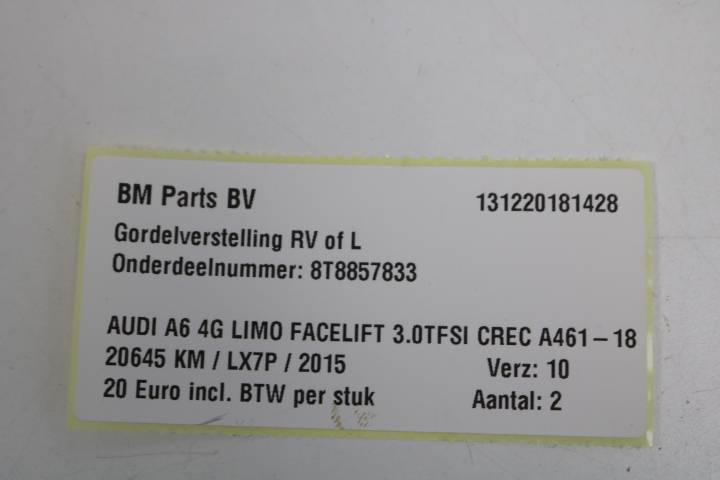 BM Parts BV 131220181428
Gordelverstelling RV of L
Onderdeelnummer: 8T8857833
AUDI A6 4G LIMO FACELIFT 3.0TFSI CREC A461-18
20645 KM / LX7P / 2015 Verz: 10
20 Euro incl. BTW per stuk Aantal: 2